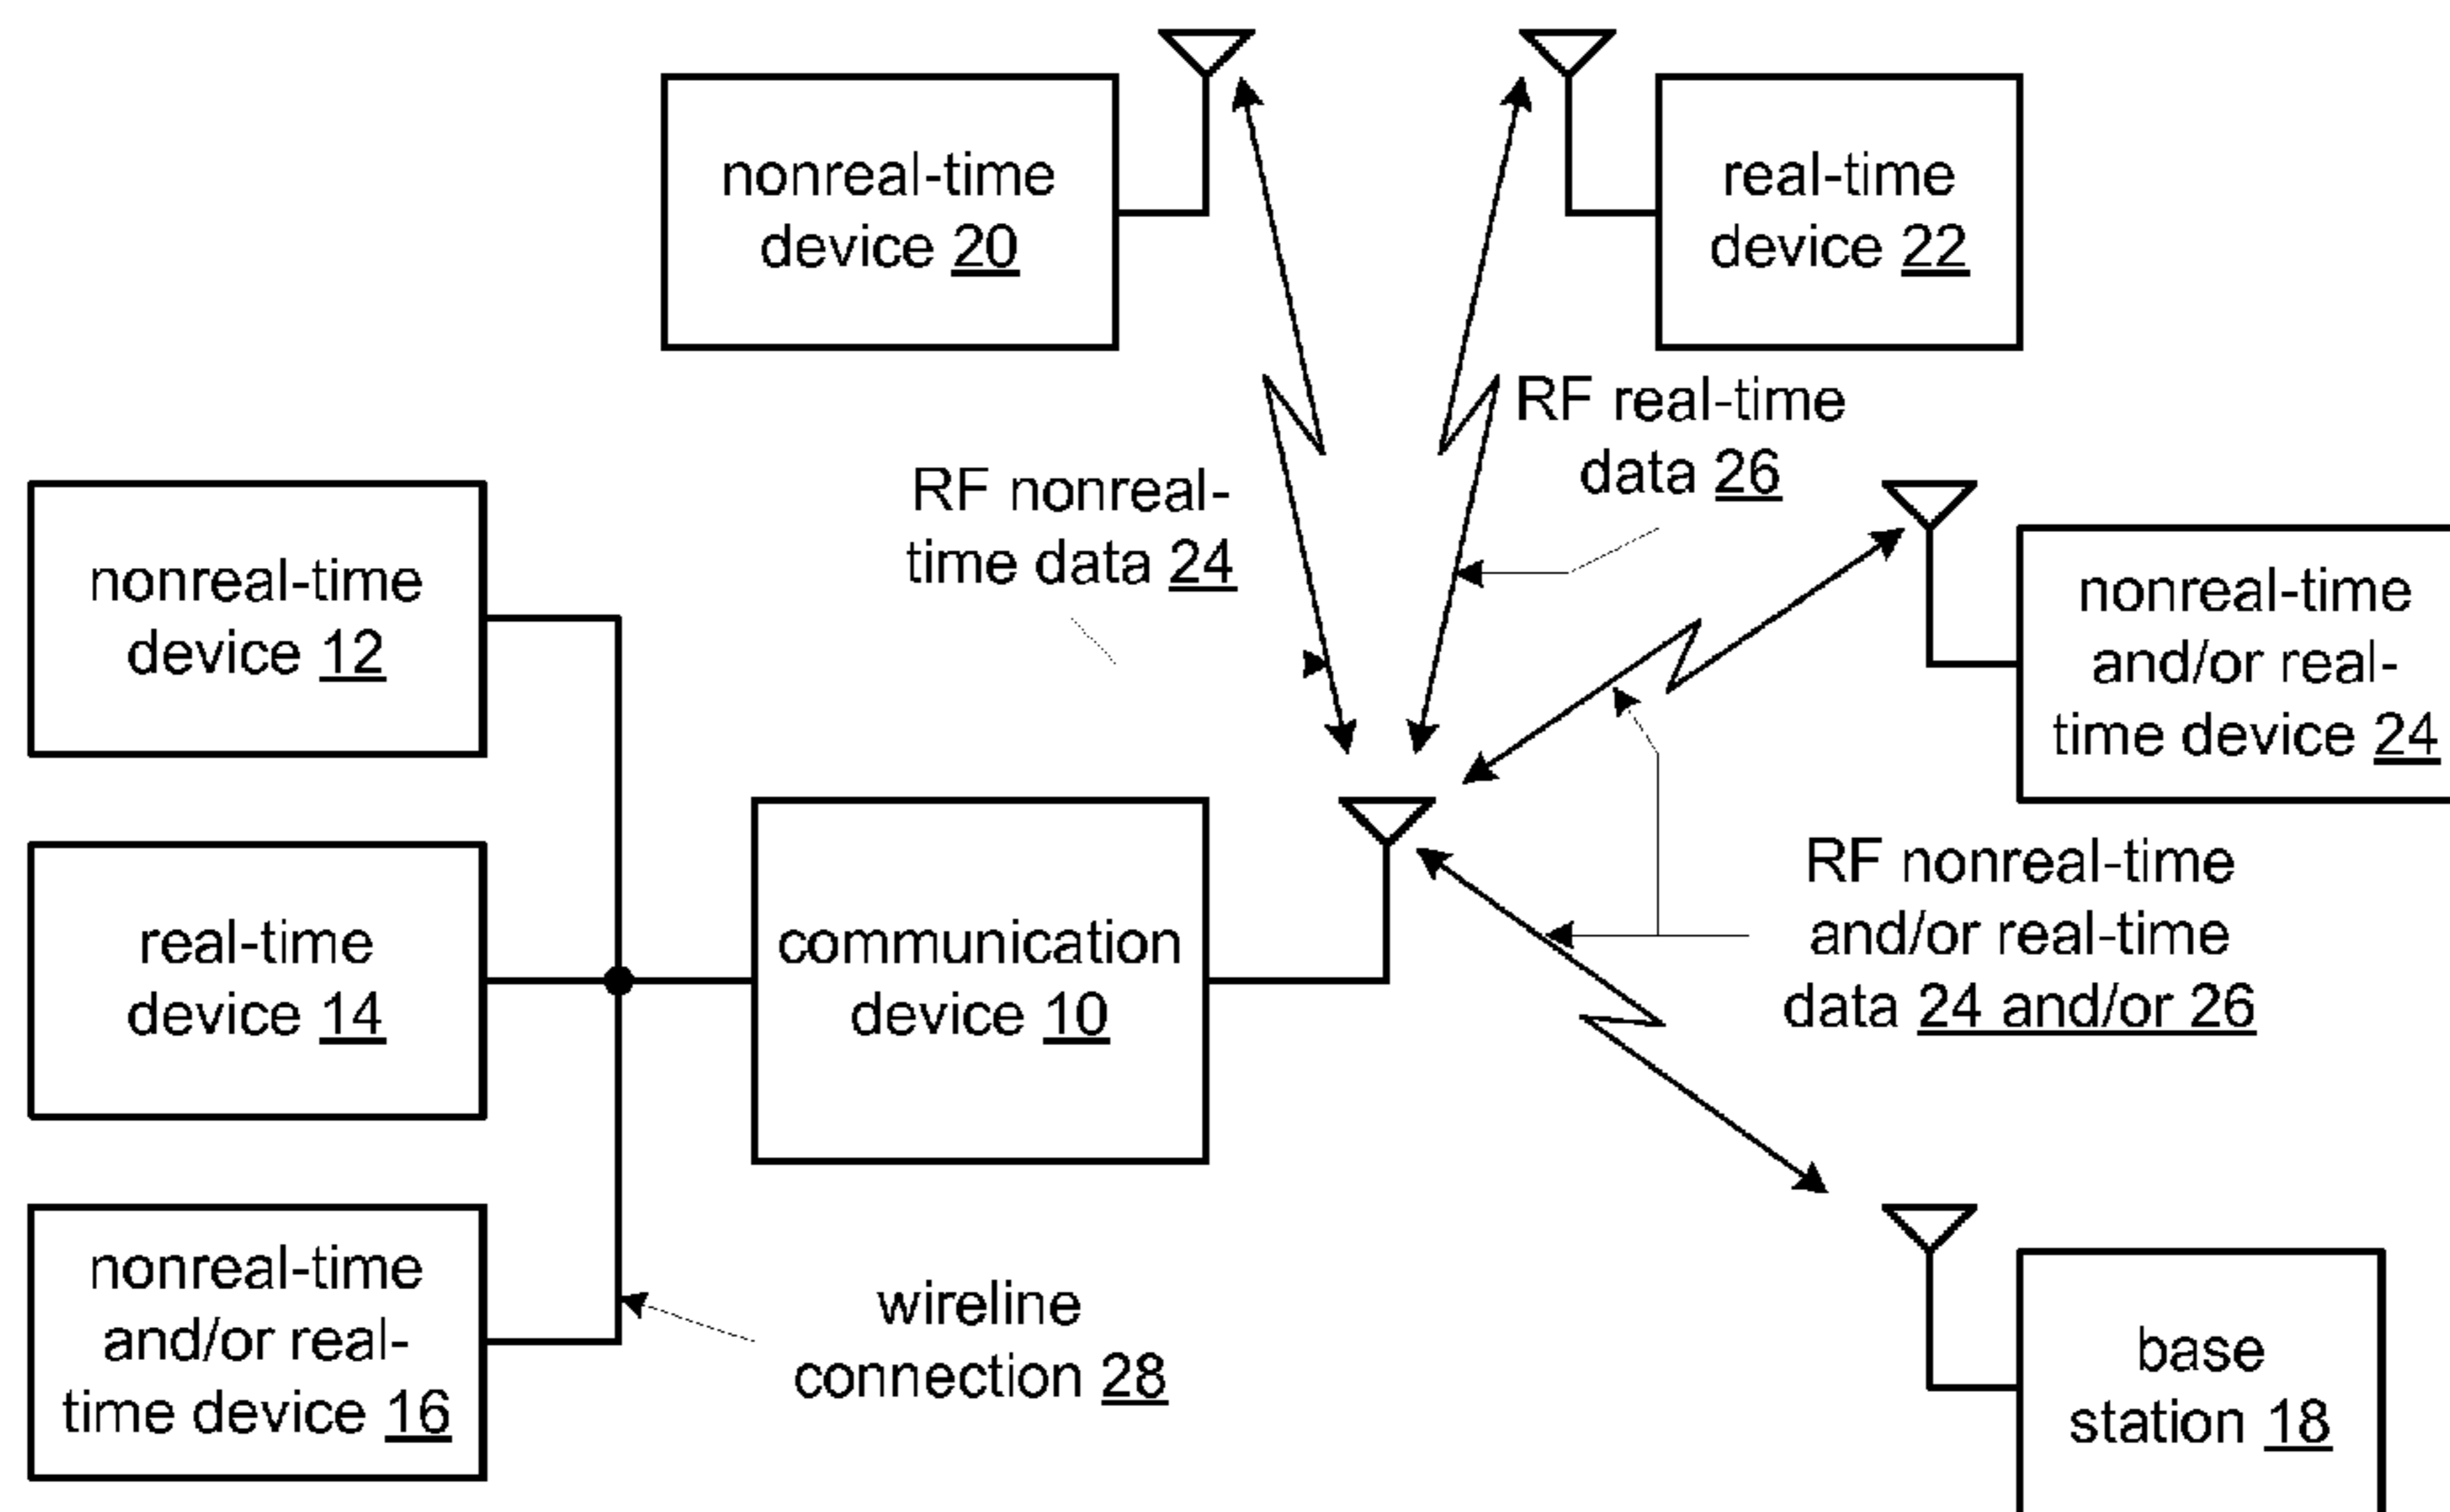 nonreal-time
device 20
real-time
device 22
RF real-time
data 26
RF nonreal-
time data 24
nonreal-time
device 12
nonreal-time
and/or real-
time device 24
real-time
device 14
communication
device 10
RF nonreal-time
and/or real-time
data 24 and/or 26
nonreal-time
and/or real-
time device 16
wireline
connection 28
base
station 18